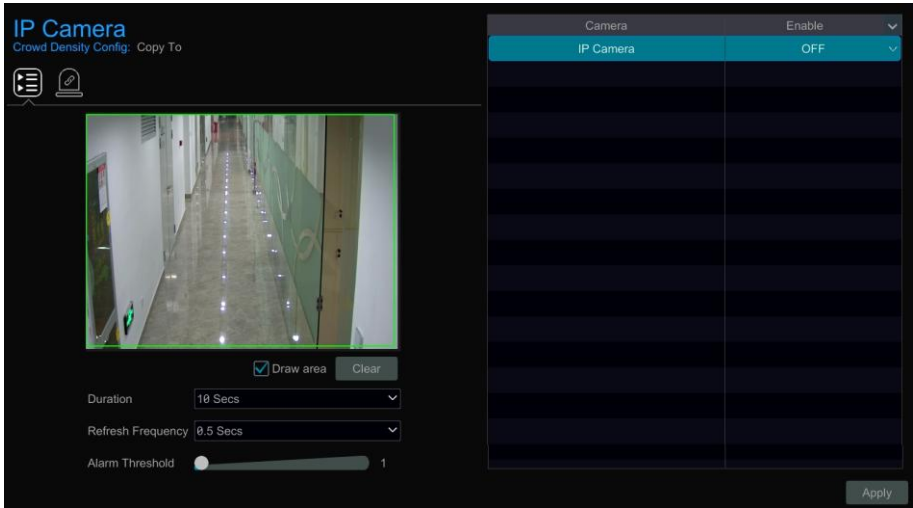 IP Camera
Crowd Density Config: Copy To
Draw area
Clear
Duration
10 Secs
Refresh Frequency
0.5 Secs
Alarm Threshold
1
Camera
Enable
IP Camera
OFF
Apply